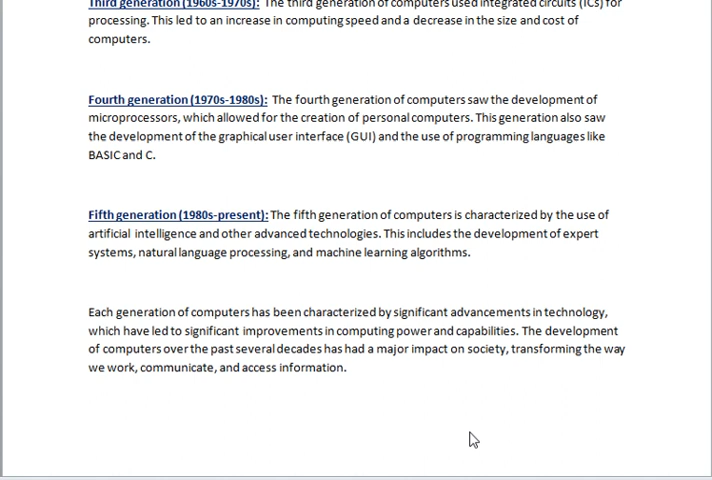 Third generation (1960s-1970s): The third generation of computers used integrated circuits (ICs) for
processing. This led to an increase in computing speed and a decrease in the size and cost of
computers.
Fourth generation (1970s-1980s): The fourth generation of computers saw the development of
microprocessors, which allowed for the creation of personal computers. This generation also saw
the development of the graphical user interface (GUI) and the use of programming languages like
BASIC and C.
Fifth generation (1980s-present): The fifth generation of computers is characterized by the use of
artificial intelligence and other advanced technologies. This includes the development of expert
systems, natural language processing, and machine learning algorithms.
Each generation of computers has been characterized by significant advancements in technology,
which have led to significant improvements in computing power and capabilities. The development
of computers over the past several decades has had a major impact on society, transforming the way
we work, communicate, and access information.